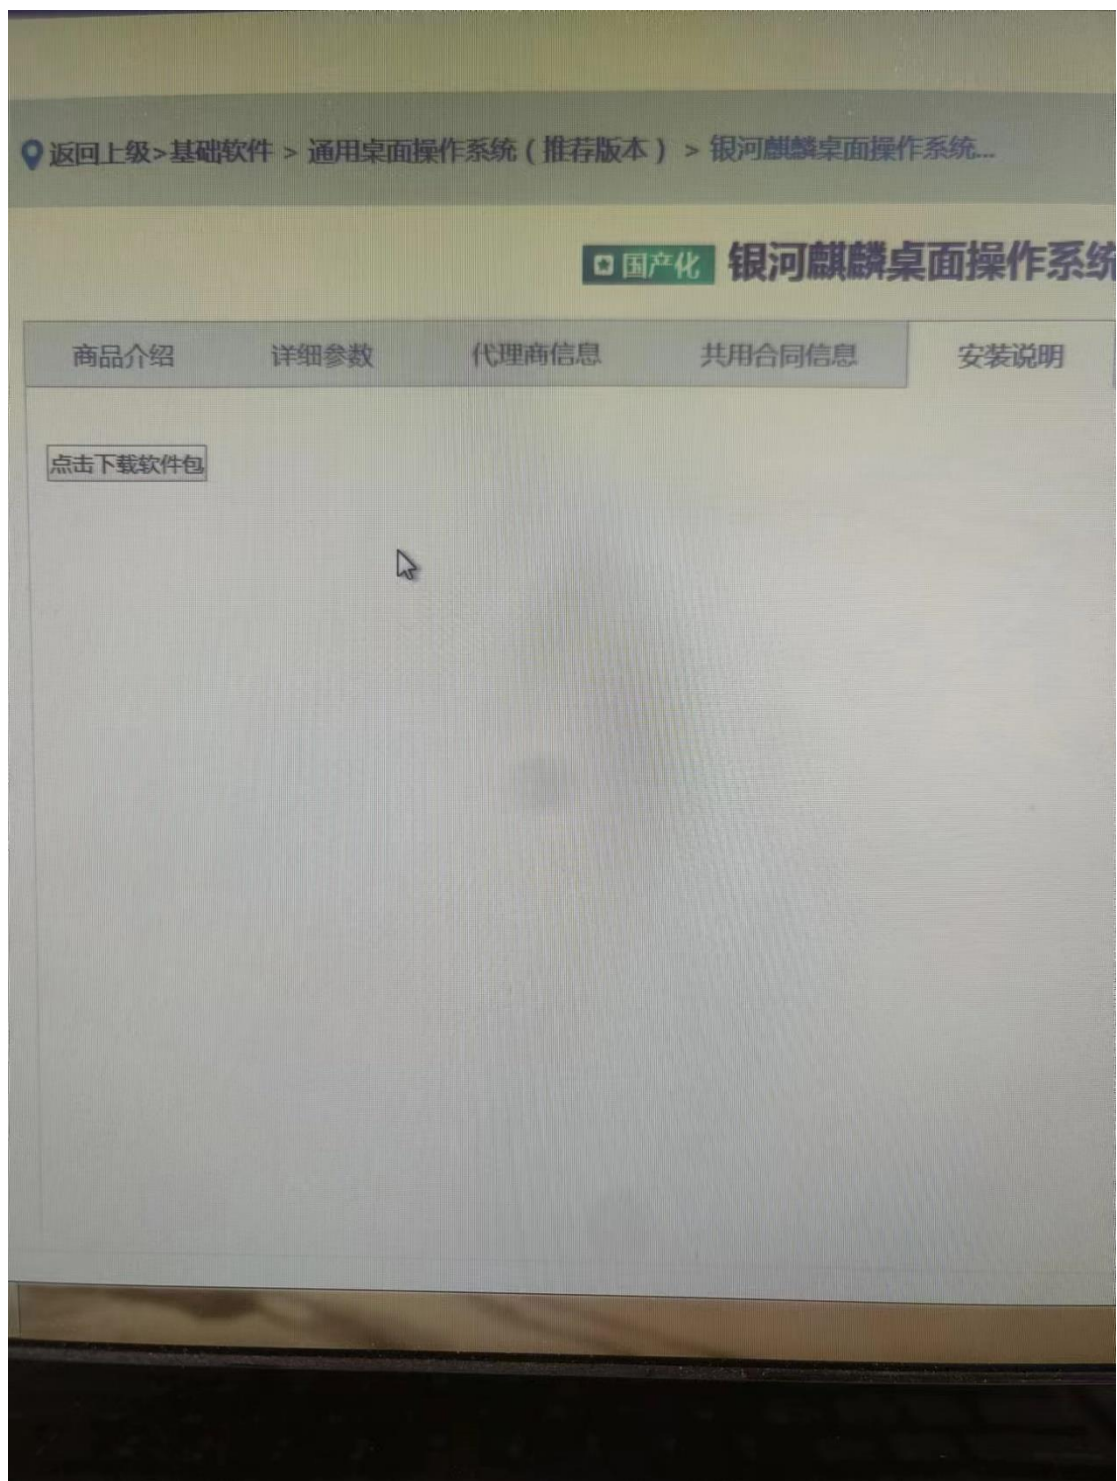 返回上级>基础软件 > 通用桌面操作系统（推荐版本） > 银河麒麟桌面操作系统...
国产化 银河麒麟桌面操作系统
商品介绍 详细参数 代理商信息 共用合同信息 安装说明
点击下载软件包